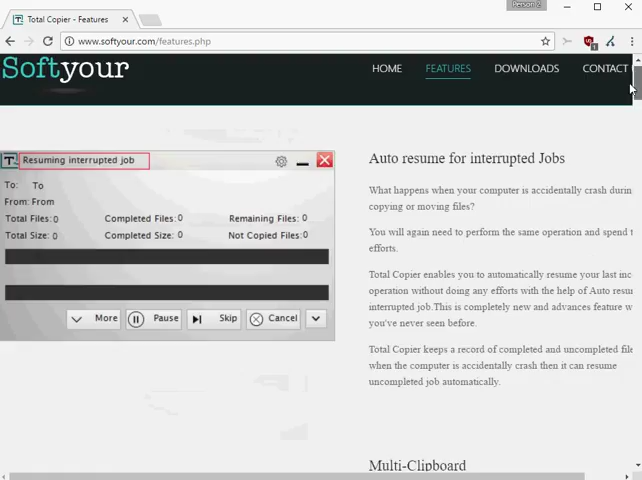 Person 2
Total Copier - Features
www.softyour.com/features.php
1
Softyour
HOME FEATURES DOWNLOADS CONTACT
Resuming interrupted job
To: To
From: From
Total Files: 0 Completed Files: 0 Remaining Files: 0
Total Size: 0 Completed Size: 0 Not Copied Files: 0
More Pause Skip Cancel
Auto resume for interrupted Jobs
What happens when your computer is accidentally crash durin
copying or moving files?
You will again need to perform the same operation and spend t
efforts.
Total Copier enables you to automatically resume your last inc
operation without doing any efforts with the help of Auto resu
interrupted job.This is completely new and advances feature w
you've never seen before.
Total Copier keeps a record of completed and uncompleted file
when the computer is accidentally crash then it can resume
uncompleted job automatically.
Multi-Clipboard